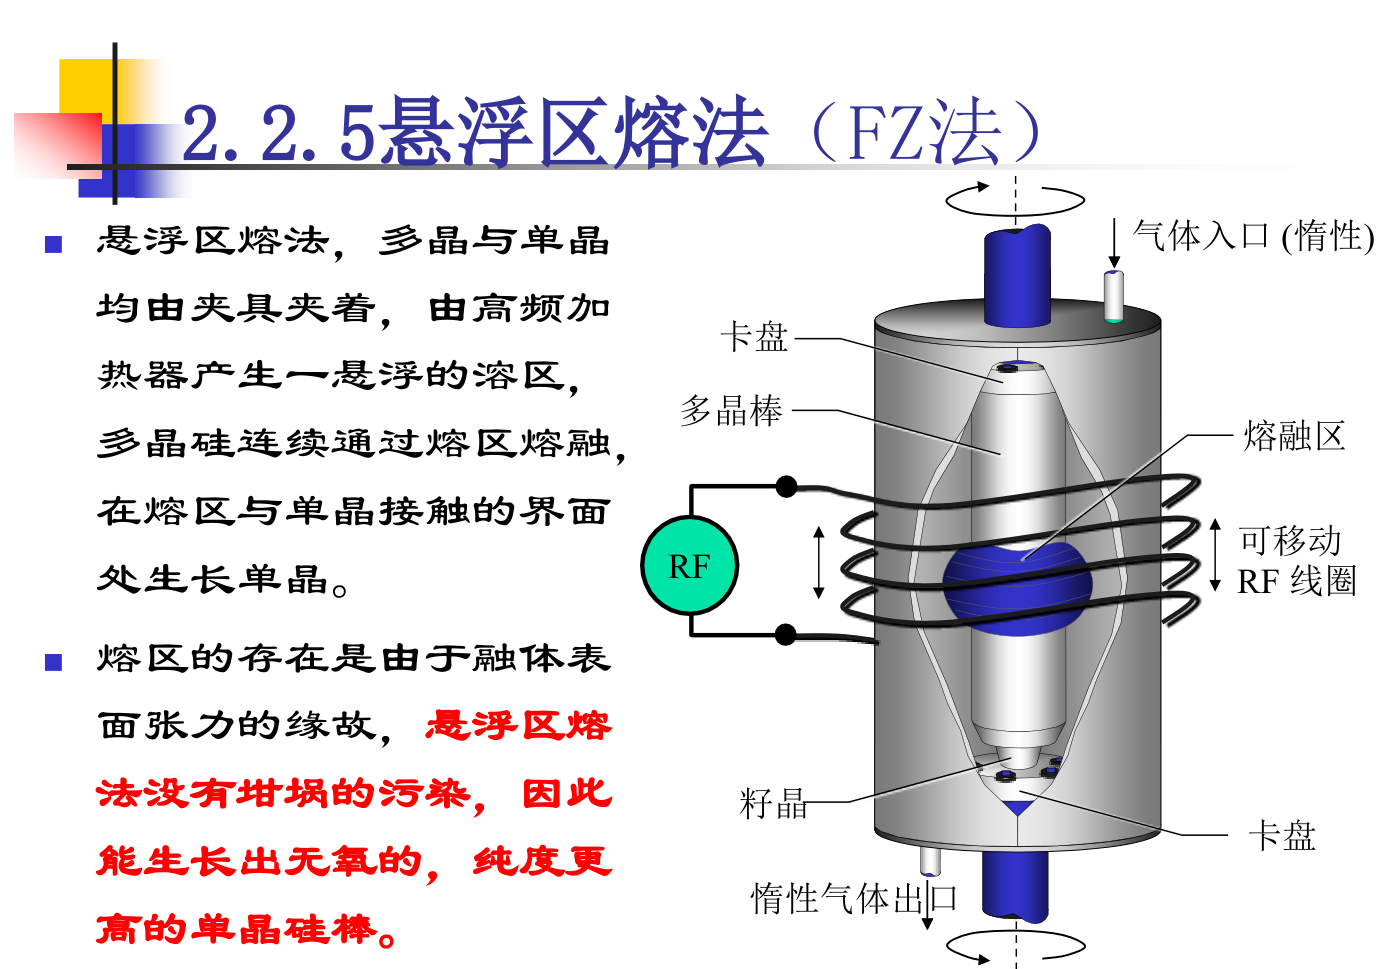 2.2.5悬浮区熔法（FZ法）
悬浮区熔法，多晶与单晶
均由夹具夹着，由高频加
热器产生一悬浮的溶区，
多晶硅连续通过熔区熔融，
在熔区与单晶接触的界面
处生长单晶。
熔区的存在是由于融体表
面张力的缘故，悬浮区熔
法没有坩埚的污染，因此
能生长出无氧的，纯度更
高的单晶硅棒。
气体入口 (惰性)
卡盘
多晶棒
熔融区
RF
可移动
RF 线圈
籽晶
卡盘
惰性气体出口